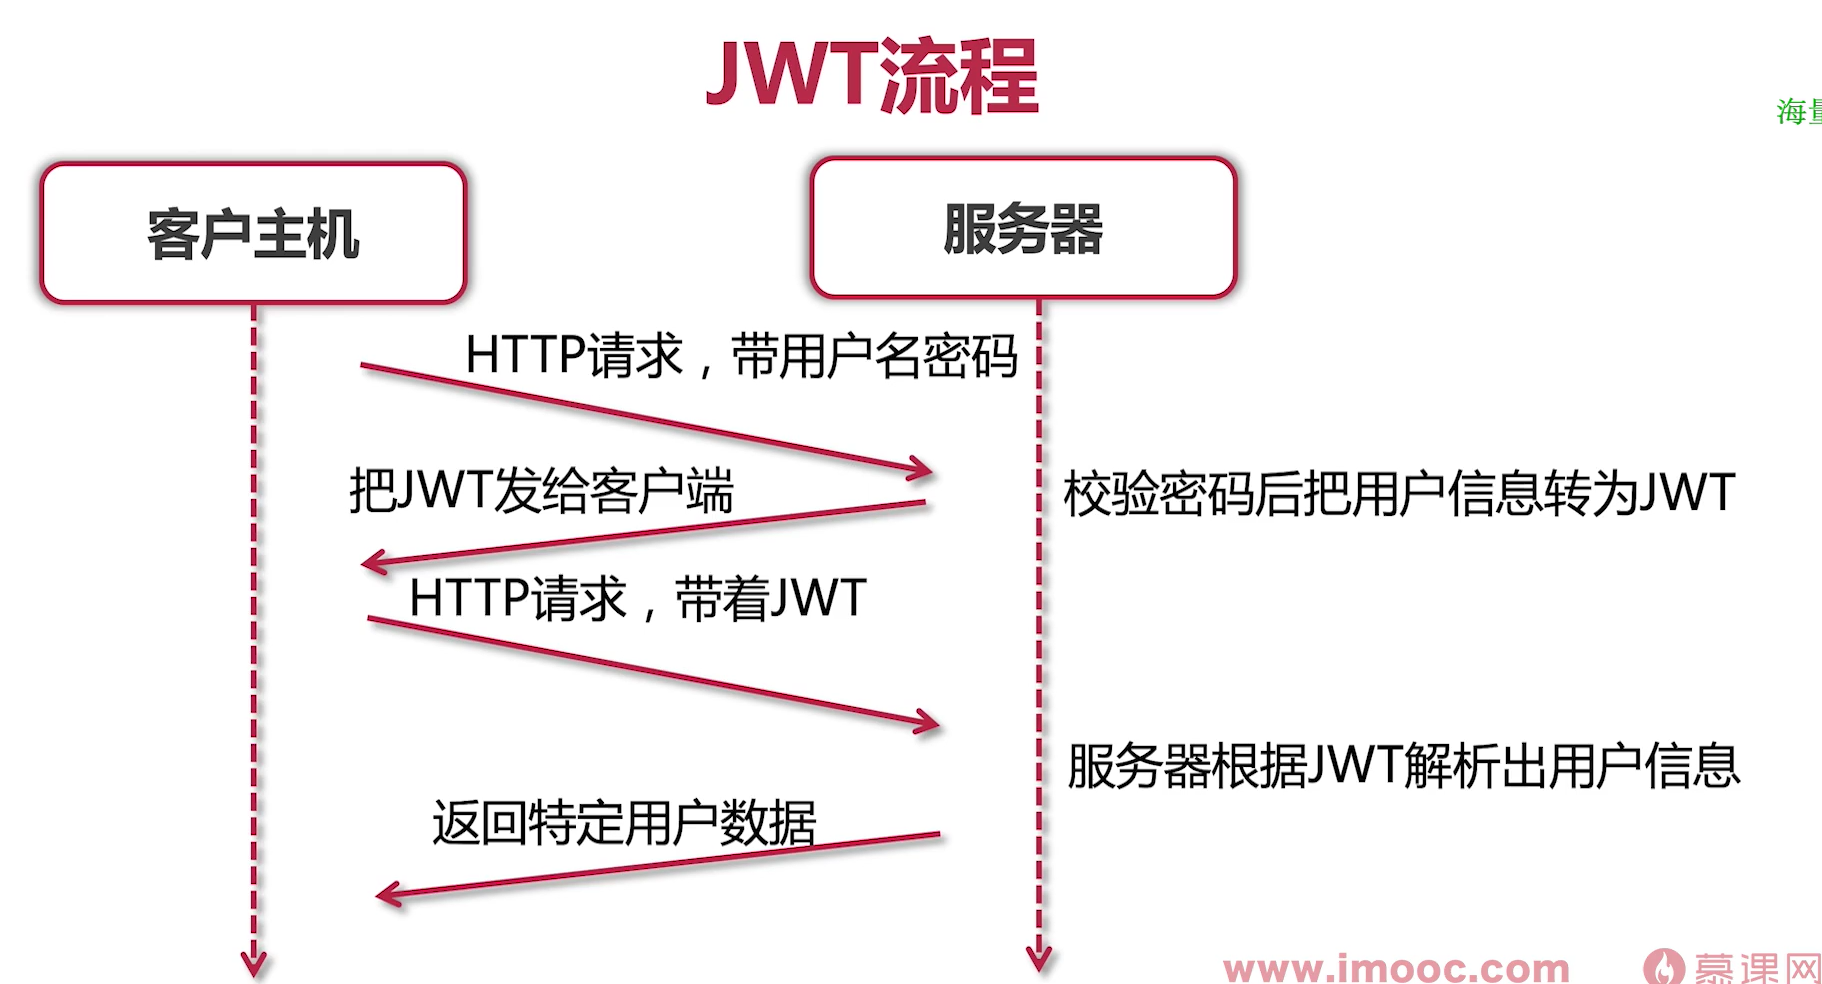 JWT流程
海量
客户主机
服务器
HTTP请求，带用户名密码
把JWT发给客户端
校验密码后把用户信息转为JWT
HTTP请求，带着JWT
服务器根据JWT解析出用户信息
返回特定用户数据
www.imooc.com
慕课网